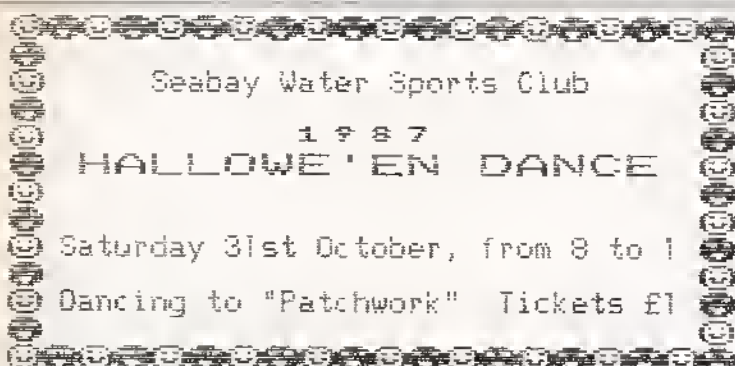 Seabay Water Sports Club
1987
HALLOWE'EN DANCE
Saturday 31st October, from 8 to 1
Dancing to "Patchwork" Tickets £1